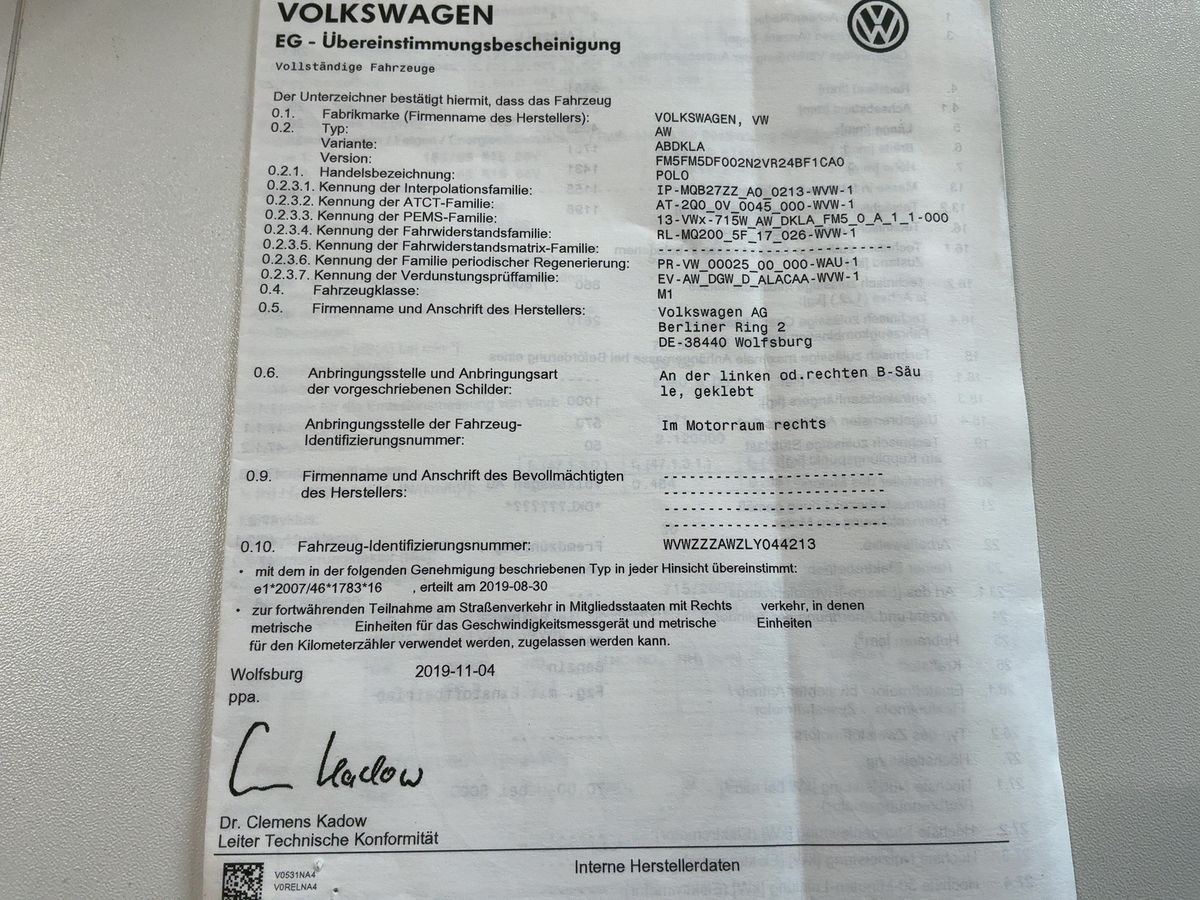 VOLKSWAGEN
EG - Übereinstimmungsbescheinigung
Vollständige Fahrzeuge
Der Unterzeichner bestätigt hiermit, dass das Fahrzeug
0.1. Fabrikmarke (Firmenname des Herstellers): VOLKSWAGEN, VW
0.2. Typ: AW
Variante: ABDKLA
Version: FM5FM5DF002N2VR24BF1CA0
0.2.1. Handelsbezeichnung: POLO
0.2.3.1. Kennung der Interpolationsfamilie: IP-MQB27ZZ_A0_0213-WVW-1
0.2.3.2. Kennung der ATCT-Familie: AT-2Q0_0V_0045_000-WVW-1
0.2.3.3. Kennung der PEMS-Familie: 13-VWx-715W_AW_DKLA_FM5_0_A_1_1-000
0.2.3.4. Kennung der Fahrwiderstandsfamilie: RL-MQ200_5F_17_026-WVW-1
0.2.3.5. Kennung der Fahrwiderstandsmatrix-Familie: ------------------------
0.2.3.6. Kennung der Familie periodischer Regenerierung: PR-VW_00025_00_000-WAU-1
0.2.3.7. Kennung der Verdunstungsprüffamilie: EV-AW_DGW_D_ALACAA-WVW-1
0.4. Fahrzeugklasse: M1
0.5. Firmenname und Anschrift des Herstellers: Volkswagen AG
Berliner Ring 2
DE-38440 Wolfsburg
0.6. Anbringungsstelle und Anbringungsart An der linken od.rechten B-Säu
der vorgeschriebenen Schilder: le, geklebt
Anbringungsstelle der Fahrzeug- Im Motorraum rechts
Identifizierungsnummer:
0.9. Firmenname und Anschrift des Bevollmächtigten ------------------------
des Herstellers: ------------------------
------------------------
------------------------
0.10. Fahrzeug-Identifizierungsnummer: WVWZZZAWZLY044213
• mit dem in der folgenden Genehmigung beschriebenen Typ in jeder Hinsicht übereinstimmt:
e1*2007/46*1783*16 , erteilt am 2019-08-30
• zur fortwährenden Teilnahme am Straßenverkehr in Mitgliedsstaaten mit Rechts verkehr, in denen
metrische Einheiten für das Geschwindigkeitsmessgerät und metrische Einheiten
für den Kilometerzähler verwendet werden, zugelassen werden kann.
Wolfsburg 2019-11-04
ppa.
C Kadow
Dr. Clemens Kadow
Leiter Technische Konformität
V0531NA4
V0RELNA4
Interne Herstellerdaten